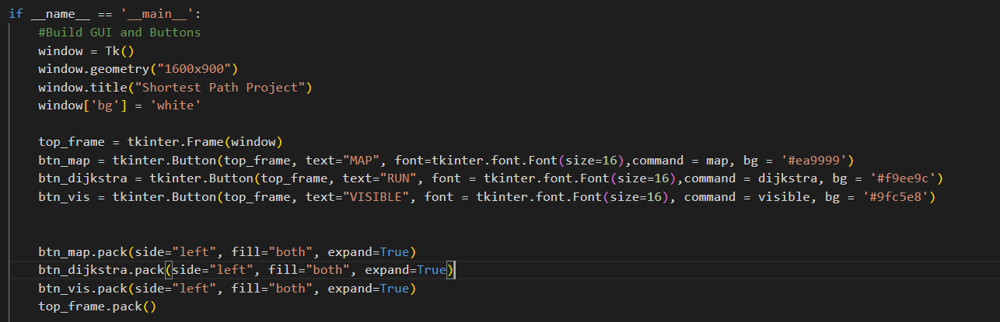 if __name__ == '__main__':
    #Build GUI and Buttons
    window = Tk()
    window.geometry("1600x900")
    window.title("Shortest Path Project")
    window['bg'] = 'white'

    top_frame = tkinter.Frame(window)
    btn_map = tkinter.Button(top_frame, text="MAP", font=tkinter.font.Font(size=16),command = map, bg = '#ea9999')
    btn_dijkstra = tkinter.Button(top_frame, text="RUN", font = tkinter.font.Font(size=16),command = dijkstra, bg = '#f9ee9c')
    btn_vis = tkinter.Button(top_frame, text="VISIBLE", font = tkinter.font.Font(size=16), command = visible, bg = '#9fc5e8')


    btn_map.pack(side="left", fill="both", expand=True)
    btn_dijkstra.pack(side="left", fill="both", expand=True)
    btn_vis.pack(side="left", fill="both", expand=True)
    top_frame.pack()